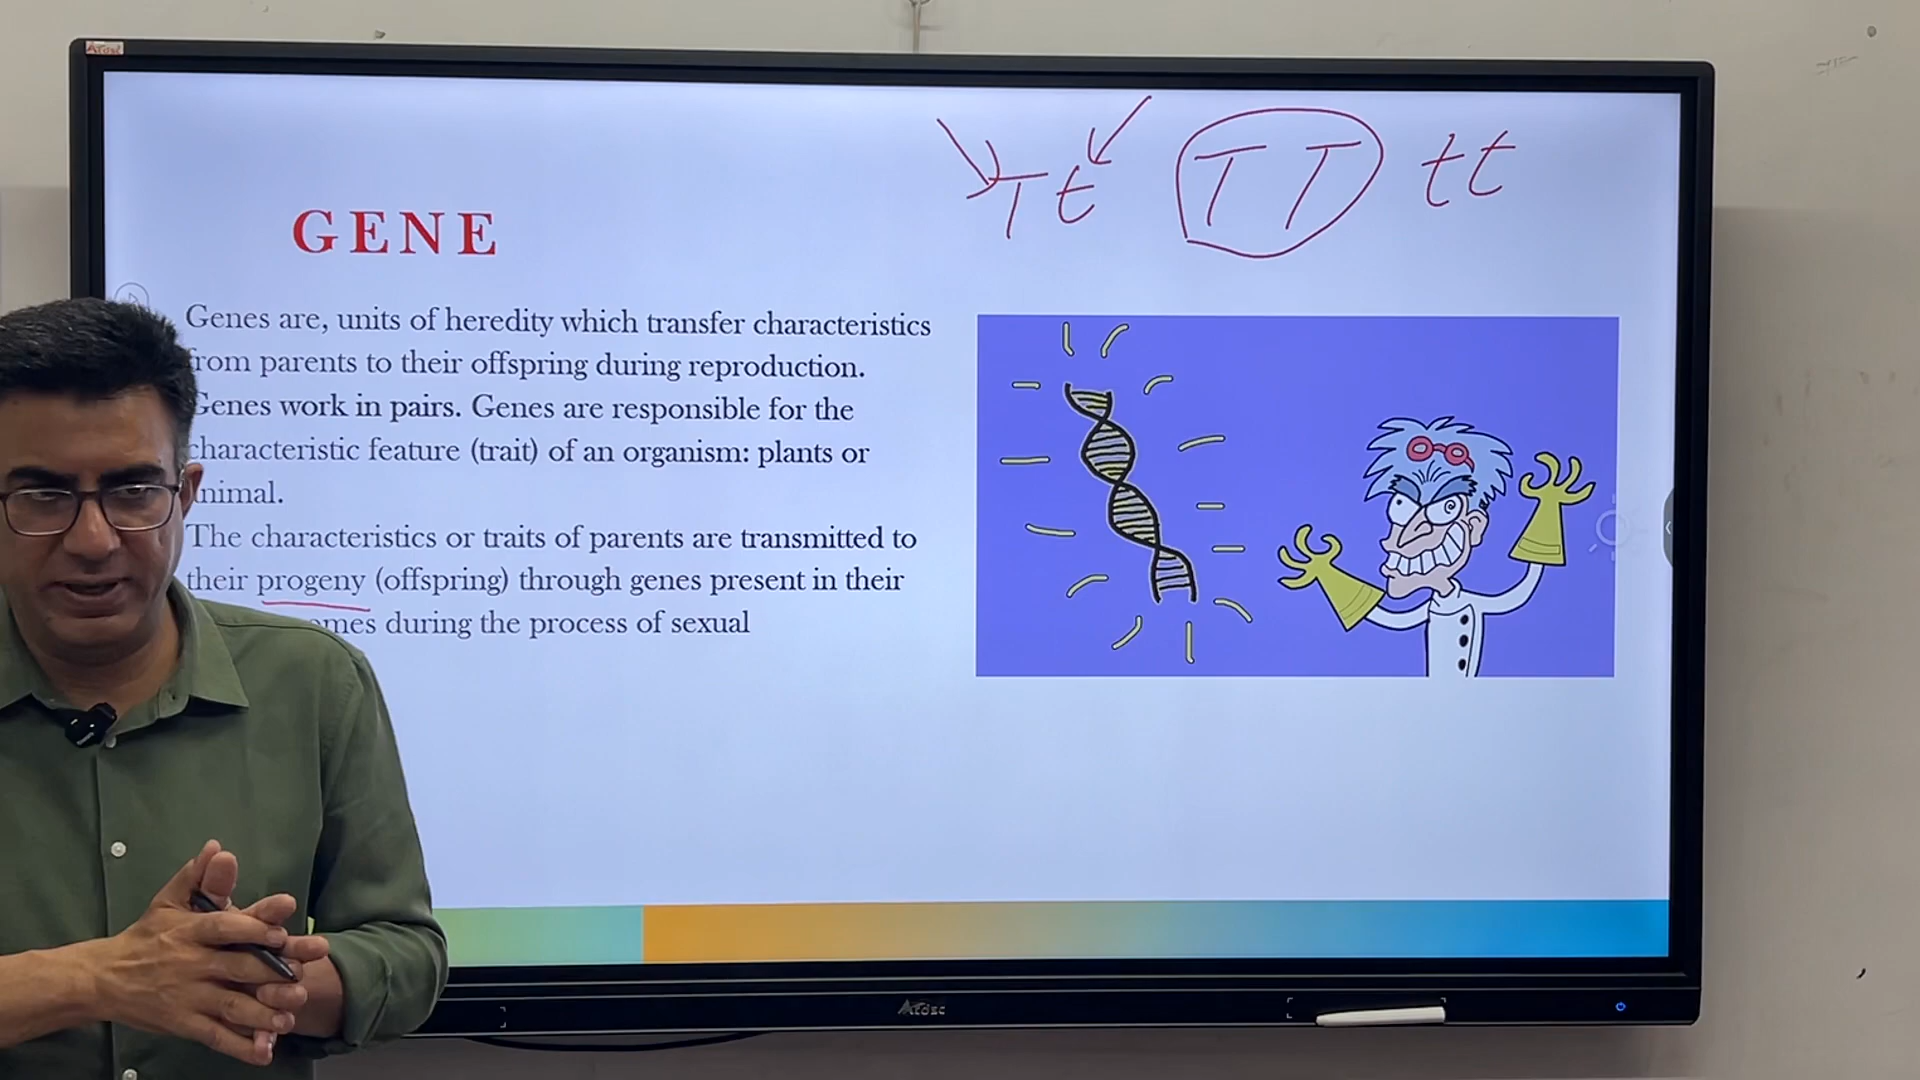 Atdsc
T t TT tt
GENE
Genes are, units of heredity which transfer characteristics
from parents to their offspring during reproduction.
Genes work in pairs. Genes are responsible for the
characteristic feature (trait) of an organism: plants or
The characteristics or traits of parents are transmitted to
their progeny (offspring) through genes present in their
during the process of sexual
Atdsc